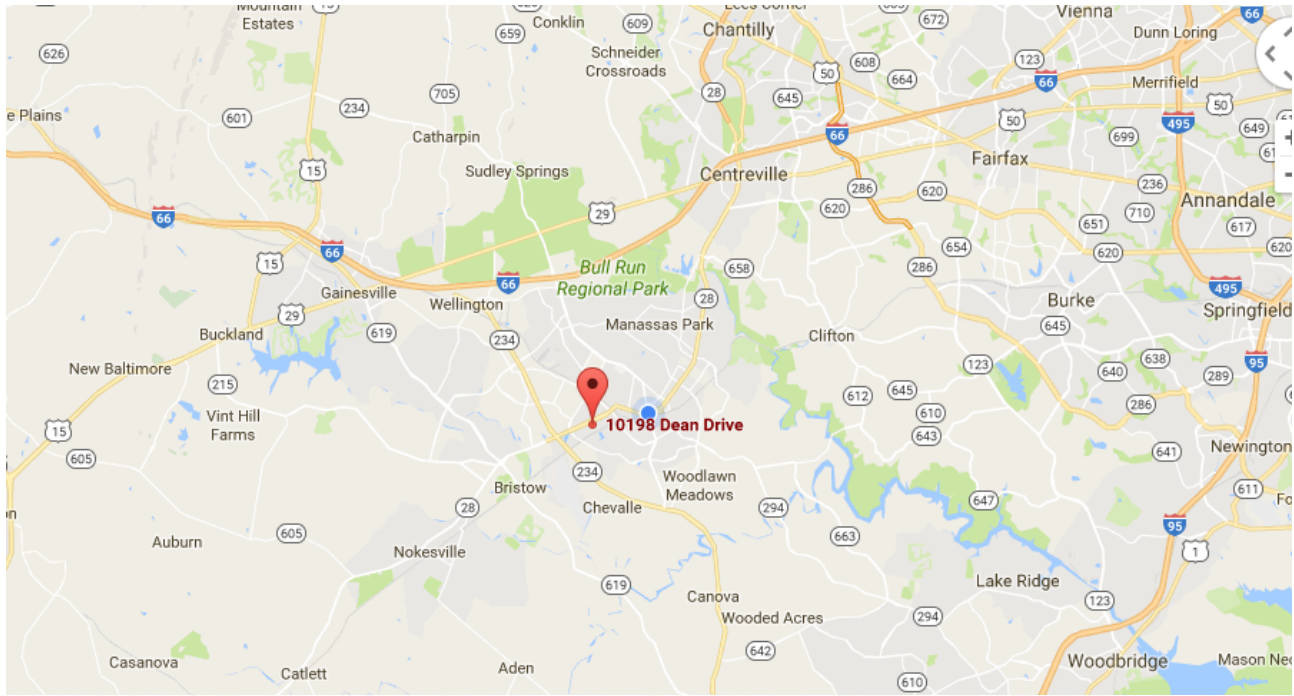 Mountain
Estates
15
626
Conklin
659
Schneider
Crossroads
Chantilly
672
Vienna
66
Dunn Loring
123
Merrifield
50
608
664
645
28
705
234
601
e Plains
Catharpin
66
50
495
649
699
Fairfax
15
Sudley Springs
66
Centreville
286
620
236
Annandale
710
617
651
620
620
66
29
620
654
286
15
66
658
Bull Run
Regional Park
66
Gainesville
Wellington
28
Burke
495
Springfield
645
29
Buckland
619
234
Manassas Park
Clifton
New Baltimore
215
123
638
95
640
289
612
645
610
643
286
Vint Hill
Farms
10198 Dean Drive
15
605
641
Newington
234
Woodlawn
Meadows
Bristow
Chevalle
611
28
294
647
95
1
on
605
663
Auburn
Nokesville
619
Lake Ridge
Canova
123
Wooded Acres
294
642
Casanova
Catlett
Aden
610
Woodbridge
Mason Nec